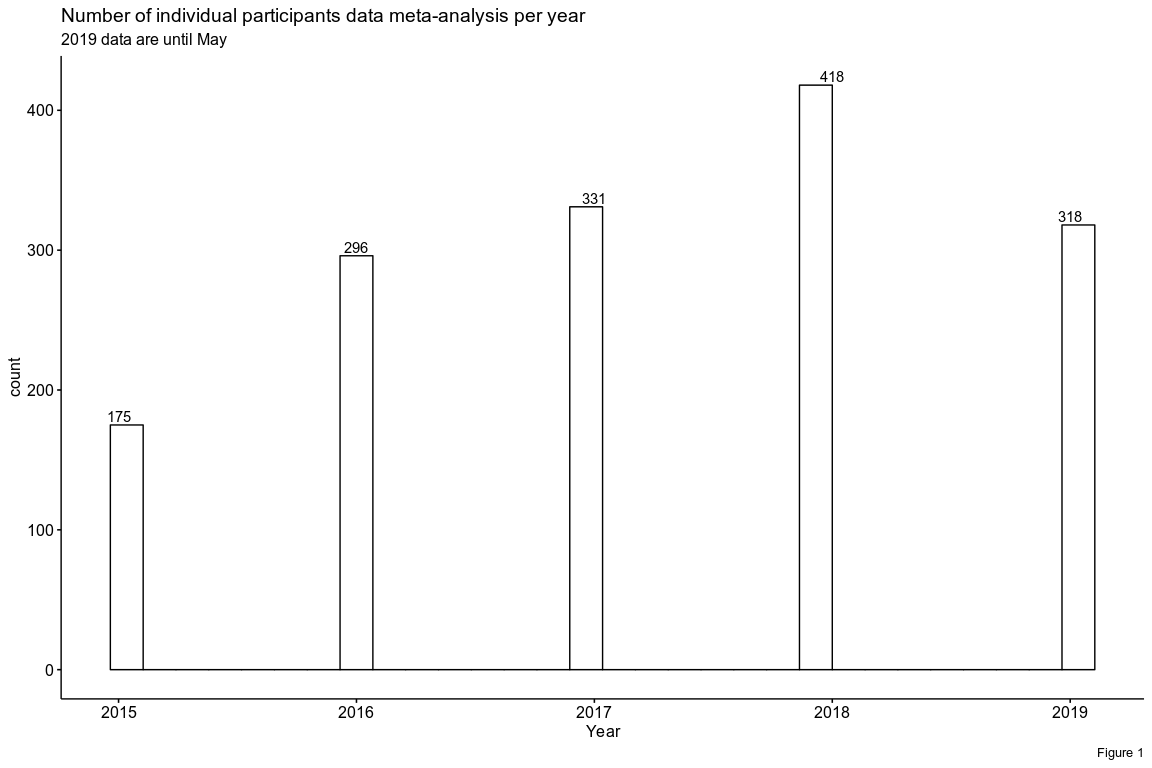 Number of individual participants data meta-analysis per year
2019 data are until May
418
400
331
318
300
296
count
200
175
100
0
2015 2016 2017 2018 2019
Year
Figure 1